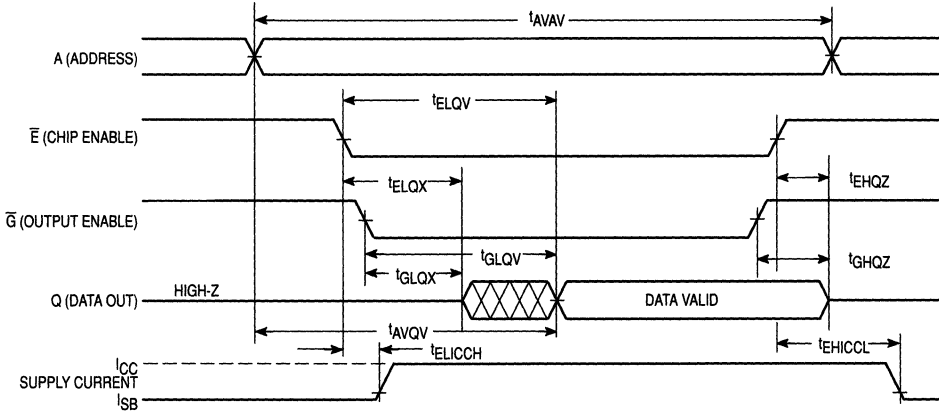 tAVAV
A (ADDRESS)
tELQV
E̅ (CHIP ENABLE)
tELQX
tEHQZ
G̅ (OUTPUT ENABLE)
tGLQV
tGHQZ
tGLQX
HIGH-Z
Q (DATA OUT)
DATA VALID
tAVQV
tELICCH
tEHICCL
ICC
SUPPLY CURRENT
ISB